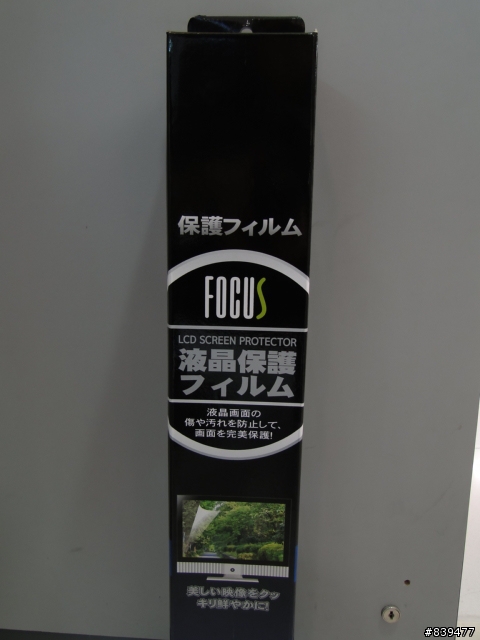 保護フィルム
FOCUS
LCD SCREEN PROTECTOR
液晶保護
フィルム
液晶画面の
傷や汚れを防止して、
画面を完美保護!
美しい映像をクッ
キリ鮮やかに!
#839477